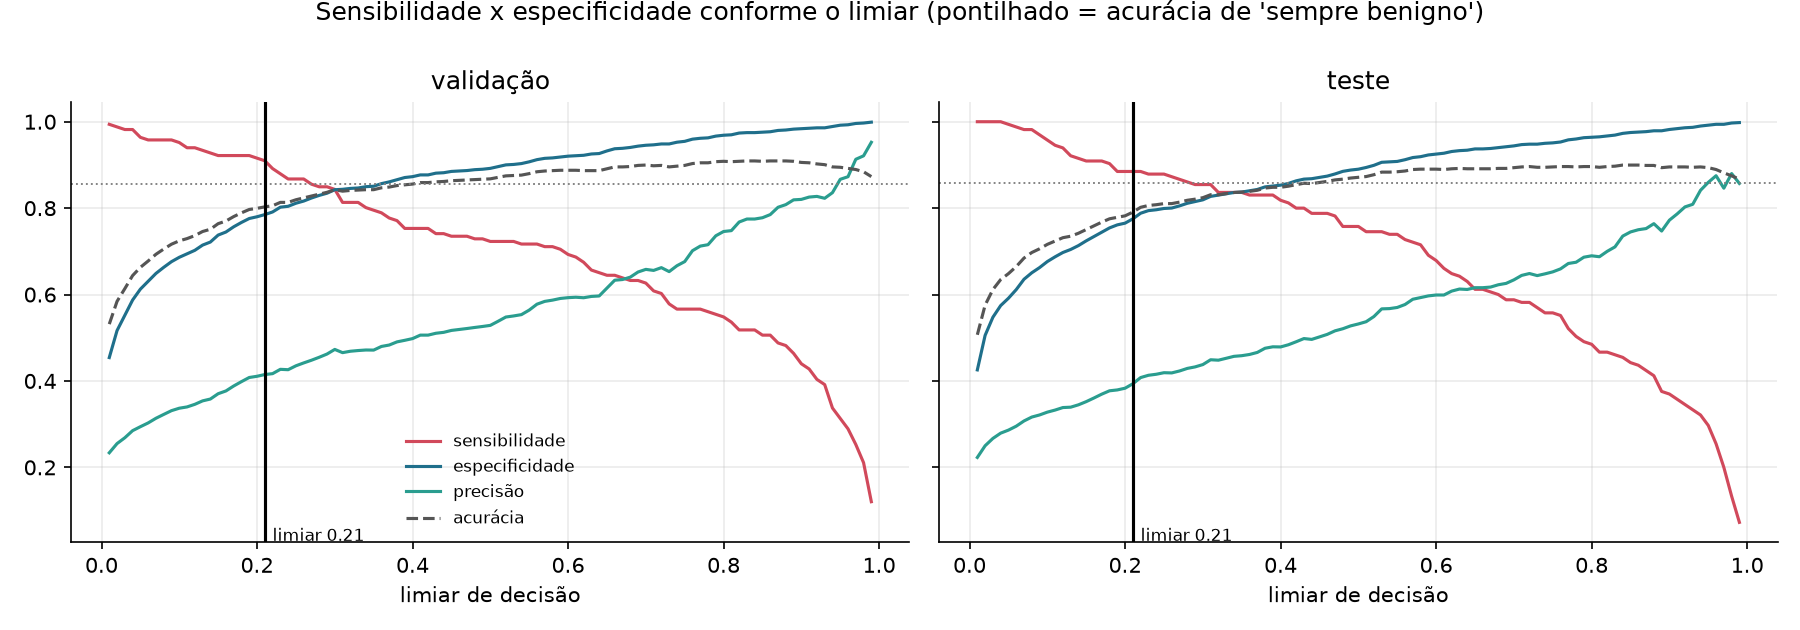 Sensibilidade x especificidade conforme o limiar (pontilhado = acurácia de 'sempre benigno')
validação
teste
1.0
0.8
0.6
0.4
0.2
sensibilidade
especificidade
precisão
acurácia
limiar 0.21
limiar 0.21
0.0 0.2 0.4 0.6 0.8 1.0
0.0 0.2 0.4 0.6 0.8 1.0
limiar de decisão
limiar de decisão